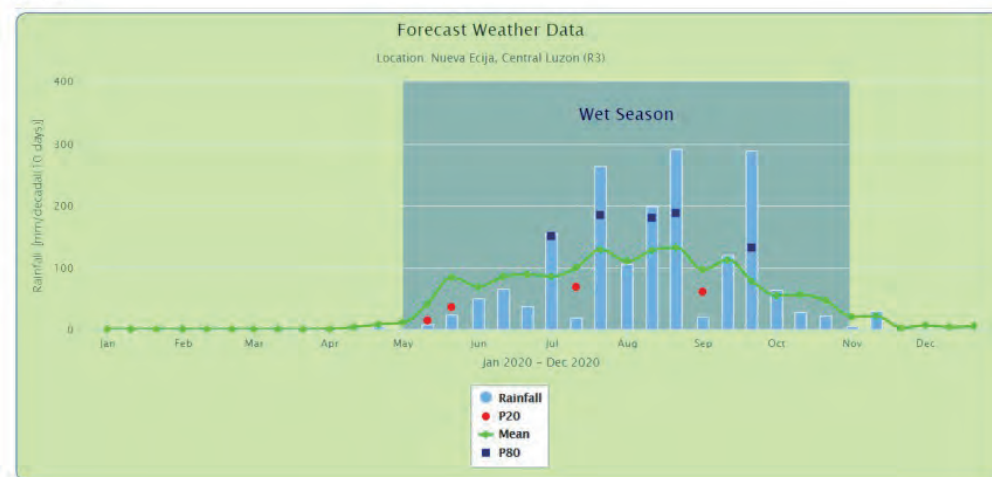 Forecast Weather Data
Location: Nueva Ecija, Central Luzon (R3)
Rainfall [mm/decadal(10 days)]
400
300
200
100
0
Wet Season
Jan Feb Mar Apr May Jun Jul Aug Sep Oct Nov Dec
Jan 2020 – Dec 2020
Rainfall
P20
Mean
P80